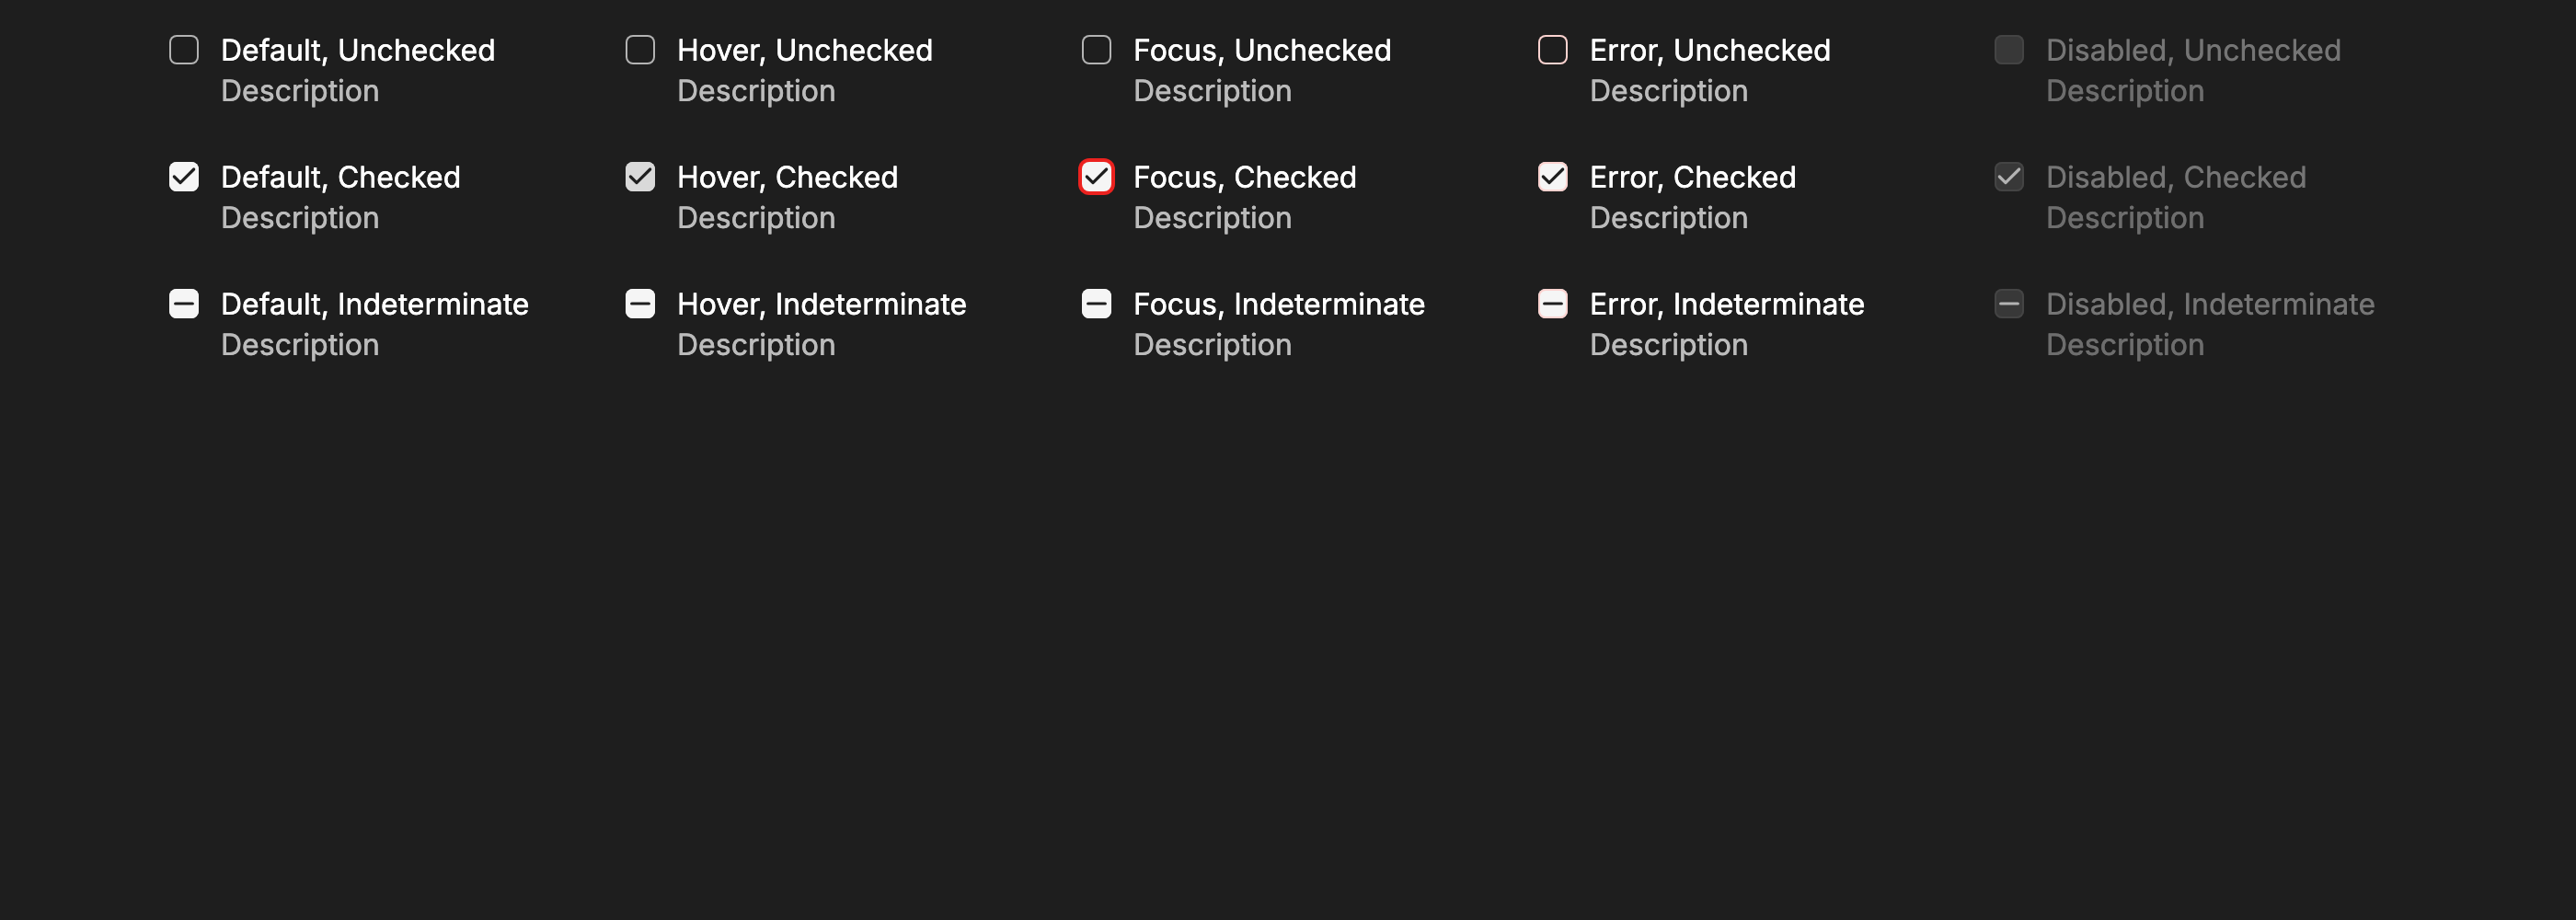 Default, Unchecked
Description
Hover, Unchecked
Description
Focus, Unchecked
Description
Error, Unchecked
Description
Disabled, Unchecked
Description
Default, Checked
Description
Hover, Checked
Description
Focus, Checked
Description
Error, Checked
Description
Disabled, Checked
Description
Default, Indeterminate
Description
Hover, Indeterminate
Description
Focus, Indeterminate
Description
Error, Indeterminate
Description
Disabled, Indeterminate
Description